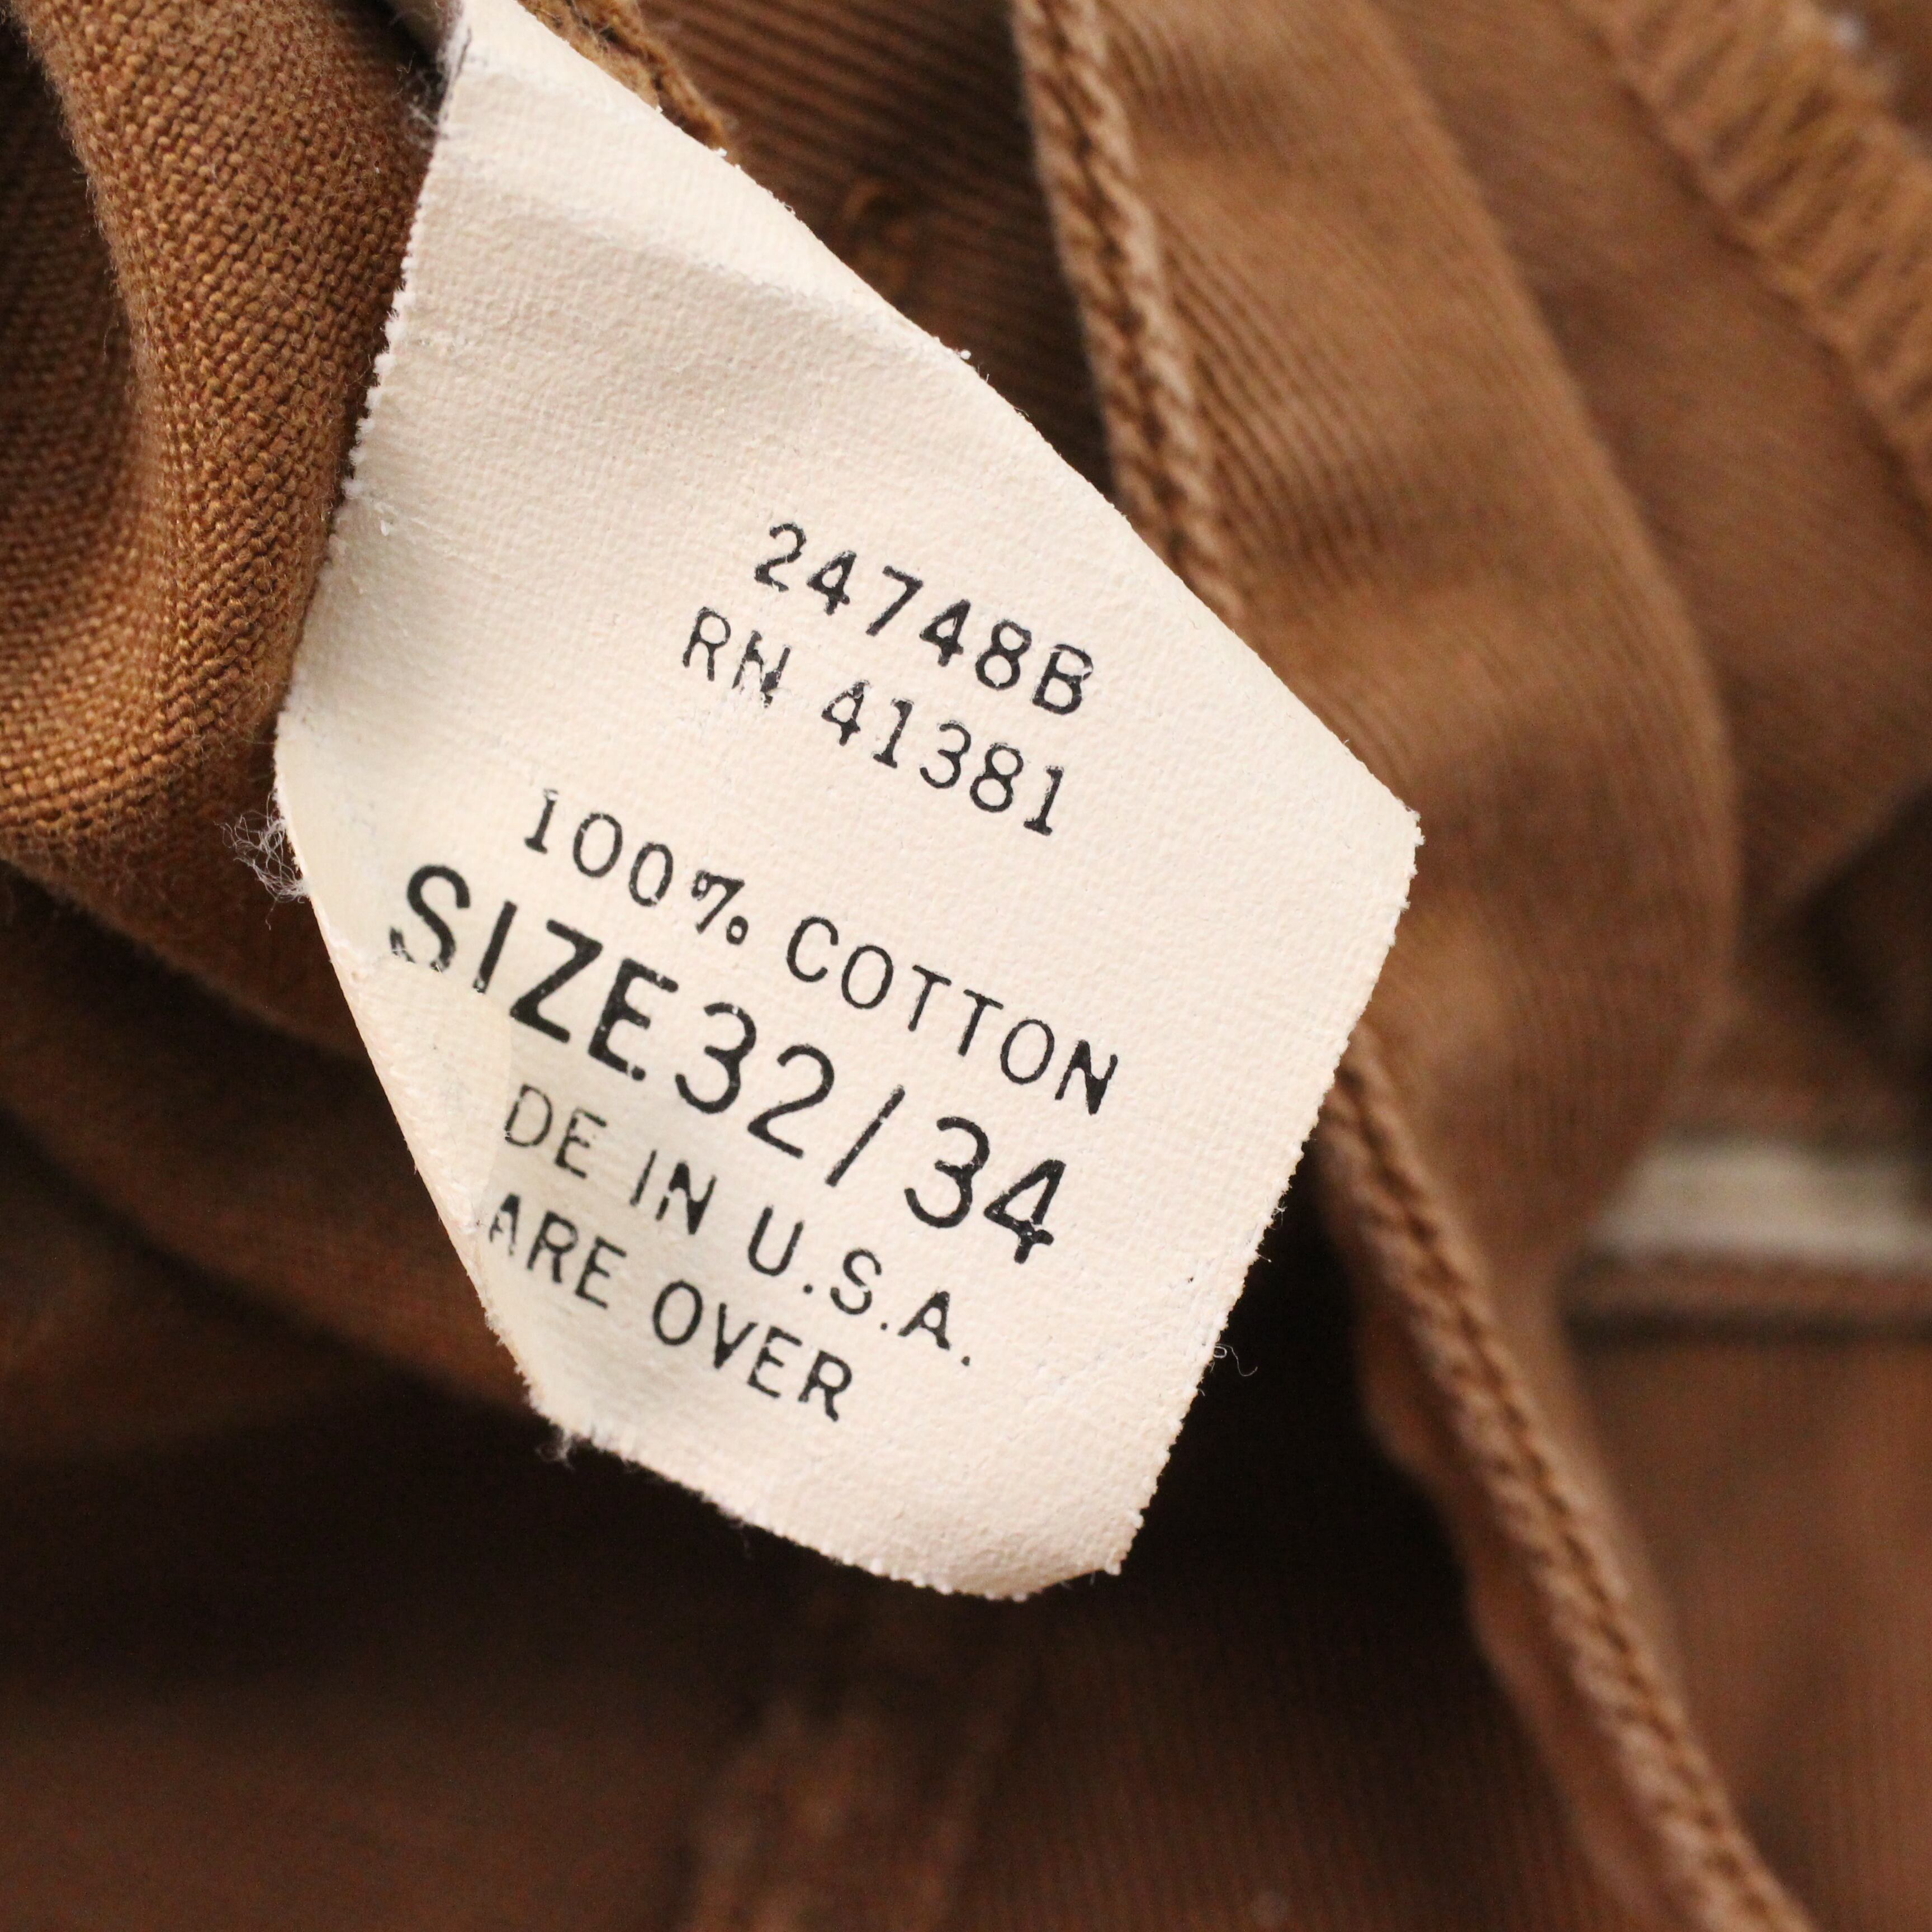 24748B
RN 41381
100% COTTON
SIZE 32/34
DE IN U.S.A.
ARE OVER